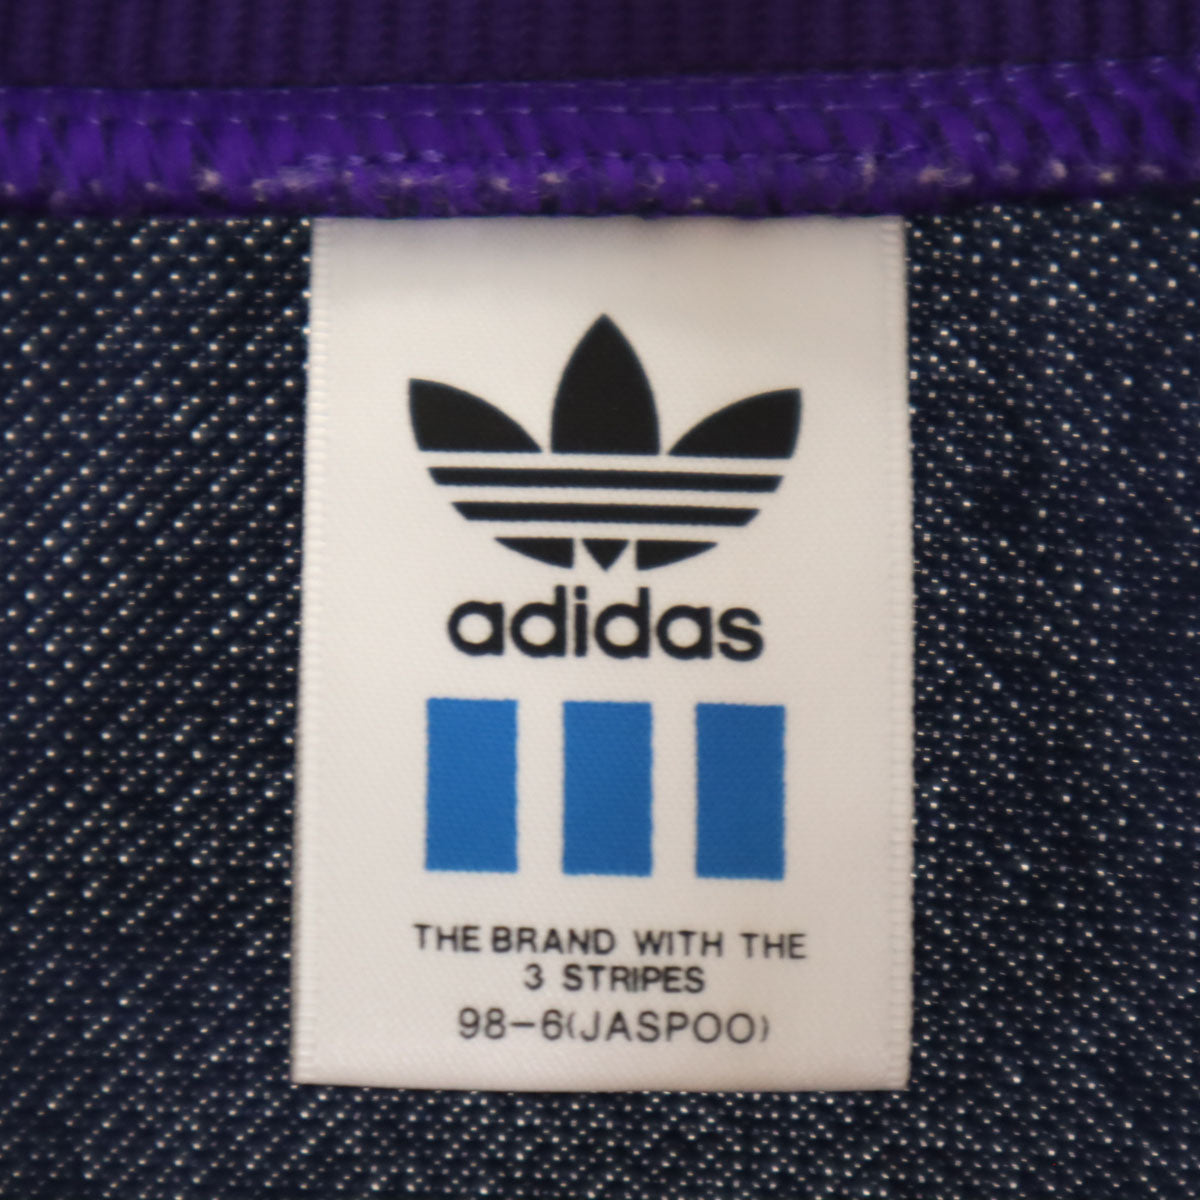 adidas
THE BRAND WITH THE
3 STRIPES
98-6(JASPOO)